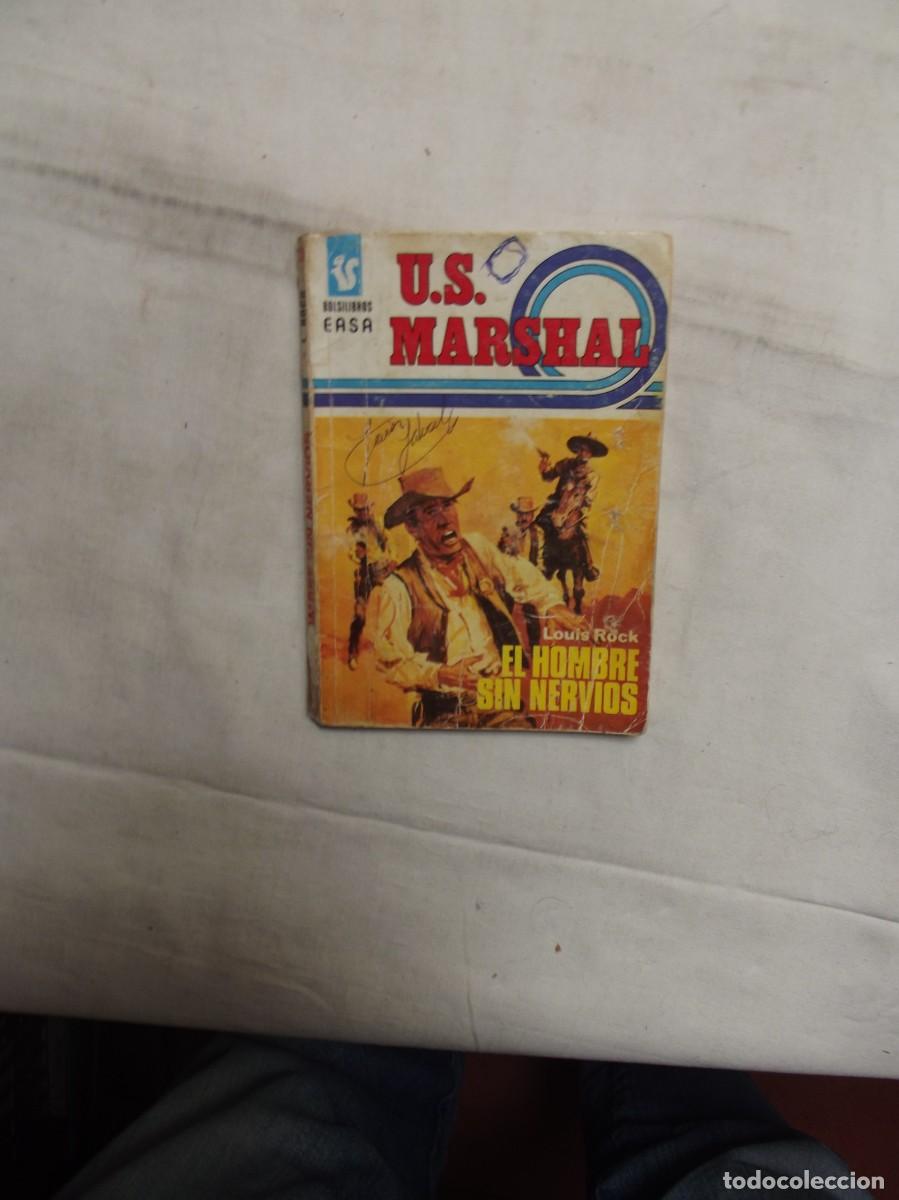 BOLSILIBROS
EASA
U.S.
MARSHAL
Louis Rock
EL HOMBRE
SIN NERVIOS
todocoleccion